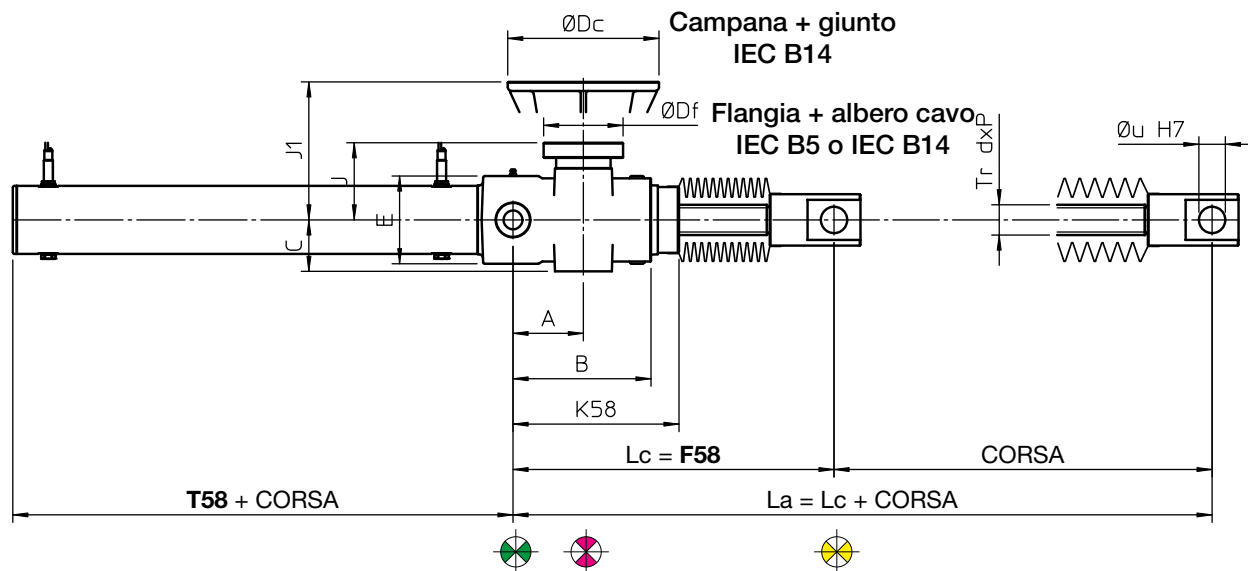 ØDc
Campana + giunto
IEC B14
ØDf
Flangia + albero cavo
IEC B5 o IEC B14
J1
J
E
C
Tr dxP
Øu H7
A
B
K58
Lc = F58
CORSA
T58 + CORSA
La = Lc + CORSA